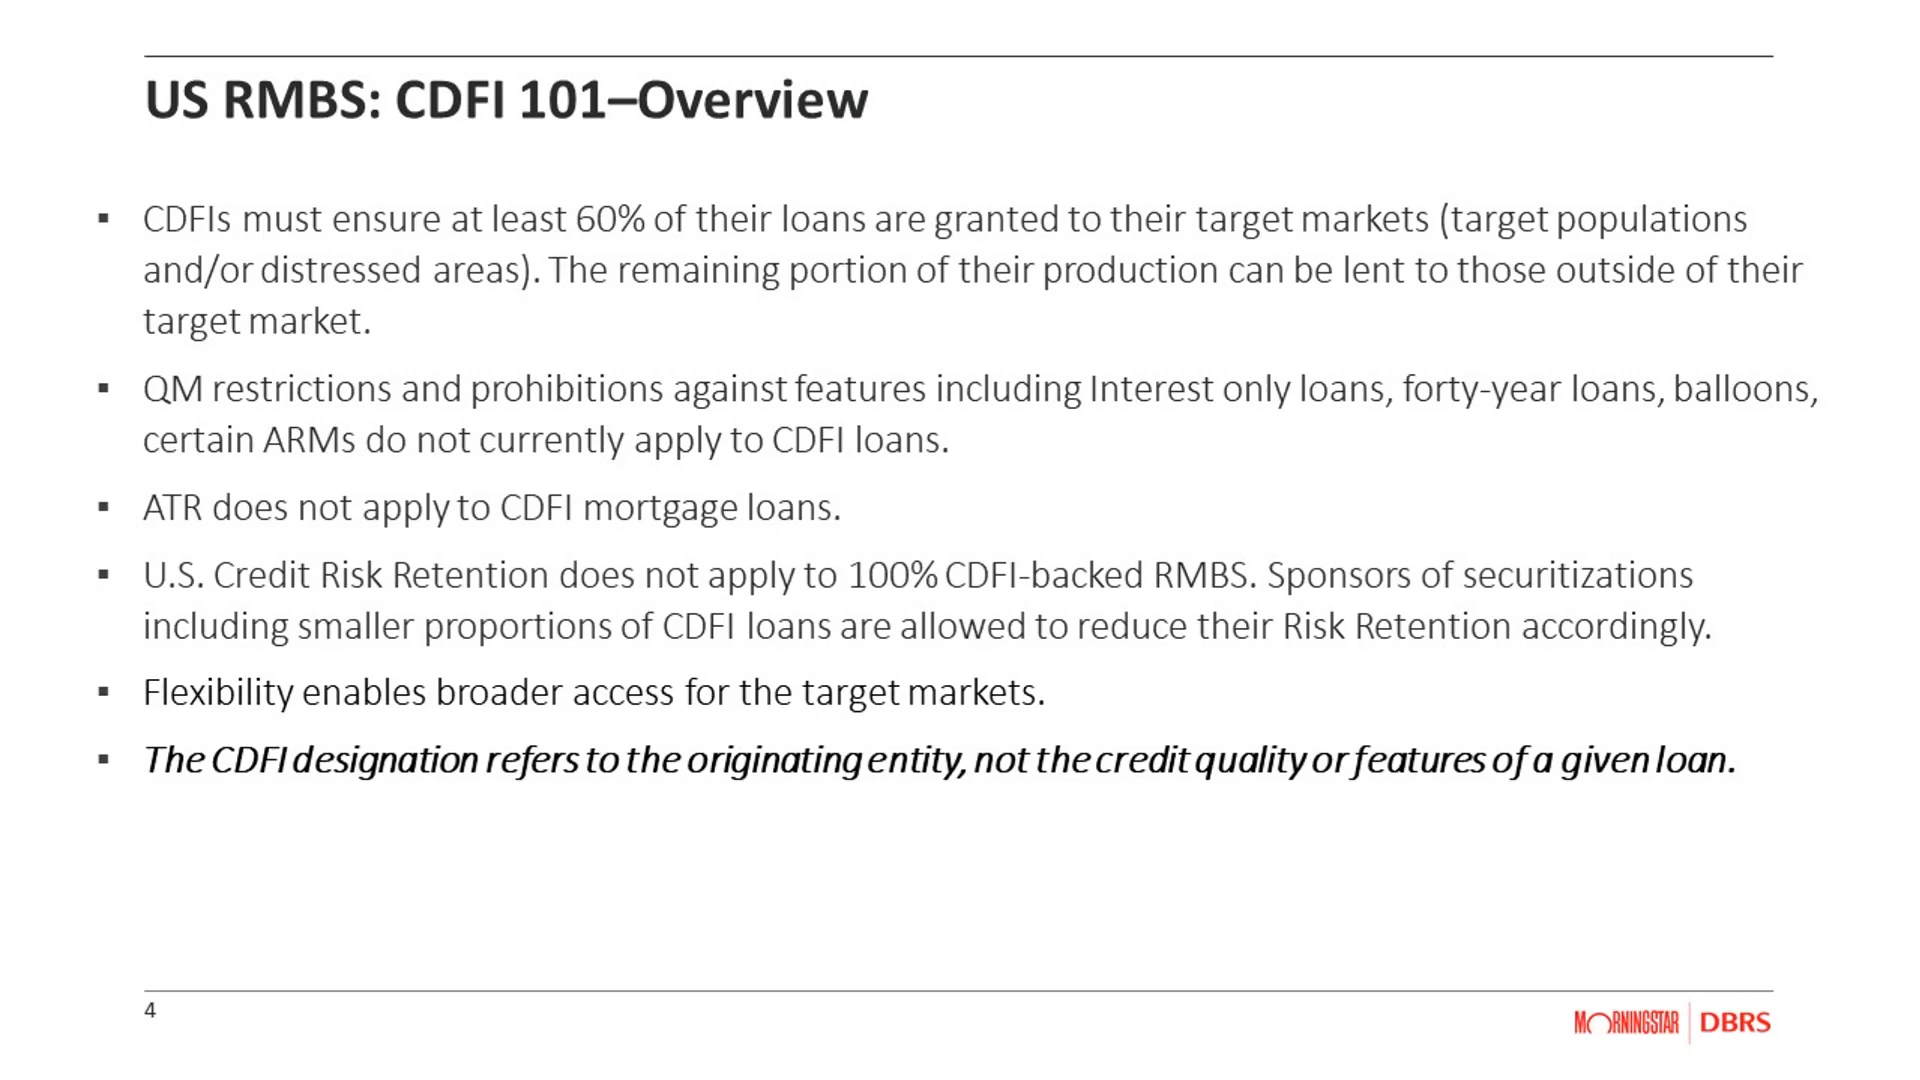 US RMBS: CDFI 101–Overview
▪ CDFIs must ensure at least 60% of their loans are granted to their target markets (target populations
and/or distressed areas). The remaining portion of their production can be lent to those outside of their
target market.
▪ QM restrictions and prohibitions against features including Interest only loans, forty-year loans, balloons,
certain ARMs do not currently apply to CDFI loans.
▪ ATR does not apply to CDFI mortgage loans.
▪ U.S. Credit Risk Retention does not apply to 100% CDFI-backed RMBS. Sponsors of securitizations
including smaller proportions of CDFI loans are allowed to reduce their Risk Retention accordingly.
▪ Flexibility enables broader access for the target markets.
▪ The CDFI designation refers to the originating entity, not the credit quality or features of a given loan.
4
MORNINGSTAR | DBRS